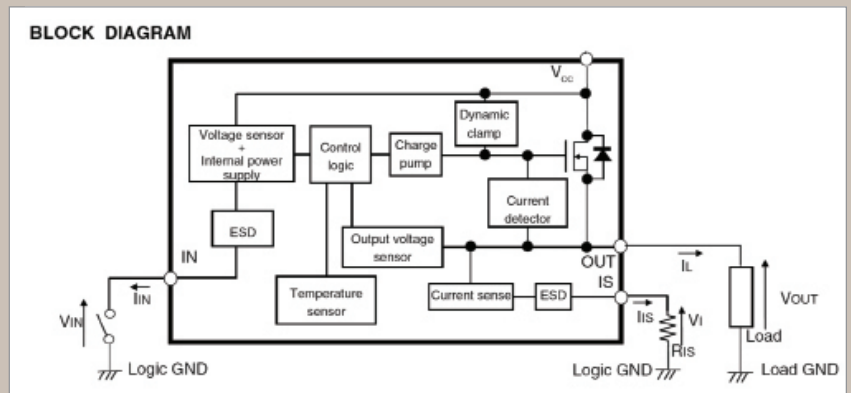 BLOCK DIAGRAM
Vcc
Dynamic
clamp
Voltage sensor
+
Internal power
supply
Control
logic
Charge
pump
Current
detector
ESD
Output voltage
sensor
IN
OUT
IS
IIN
IL
Temperature
sensor
Current sense
ESD
IIS
VI
VOUT
VIN
RIS
Load
Logic GND
Logic GND
Load GND